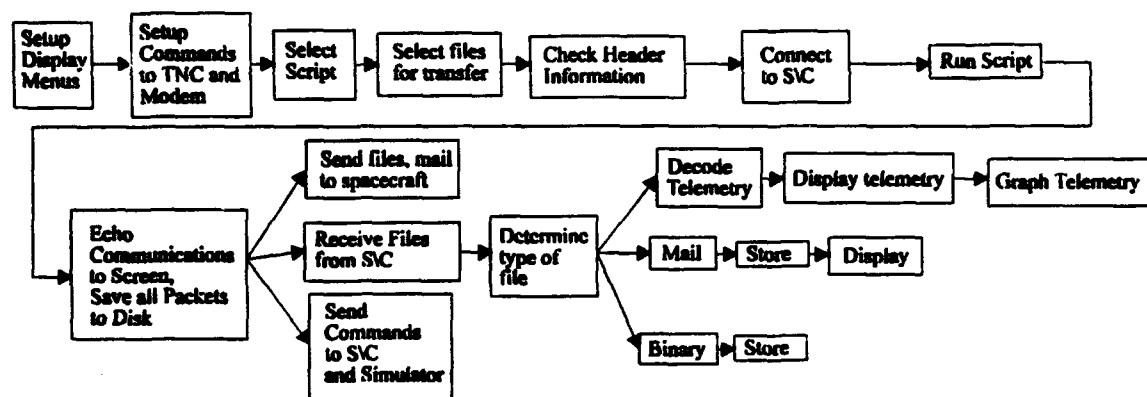 Setup
Display
Menus
Setup
Commands
to TNC and
Modem
Select
Script
Select files
for transfer
Check Header
Information
Connect
to S\C
Run Script
Echo
Communications
to Screen,
Save all Packets
to Disk
Send files, mail
to spacecraft
Receive Files
from S\C
Send
Commands
to S\C
and Simulator
Determine
type of
file
Decode
Telemetry
Display telemetry
Graph Telemetry
Mail
Store
Display
Binary
Store